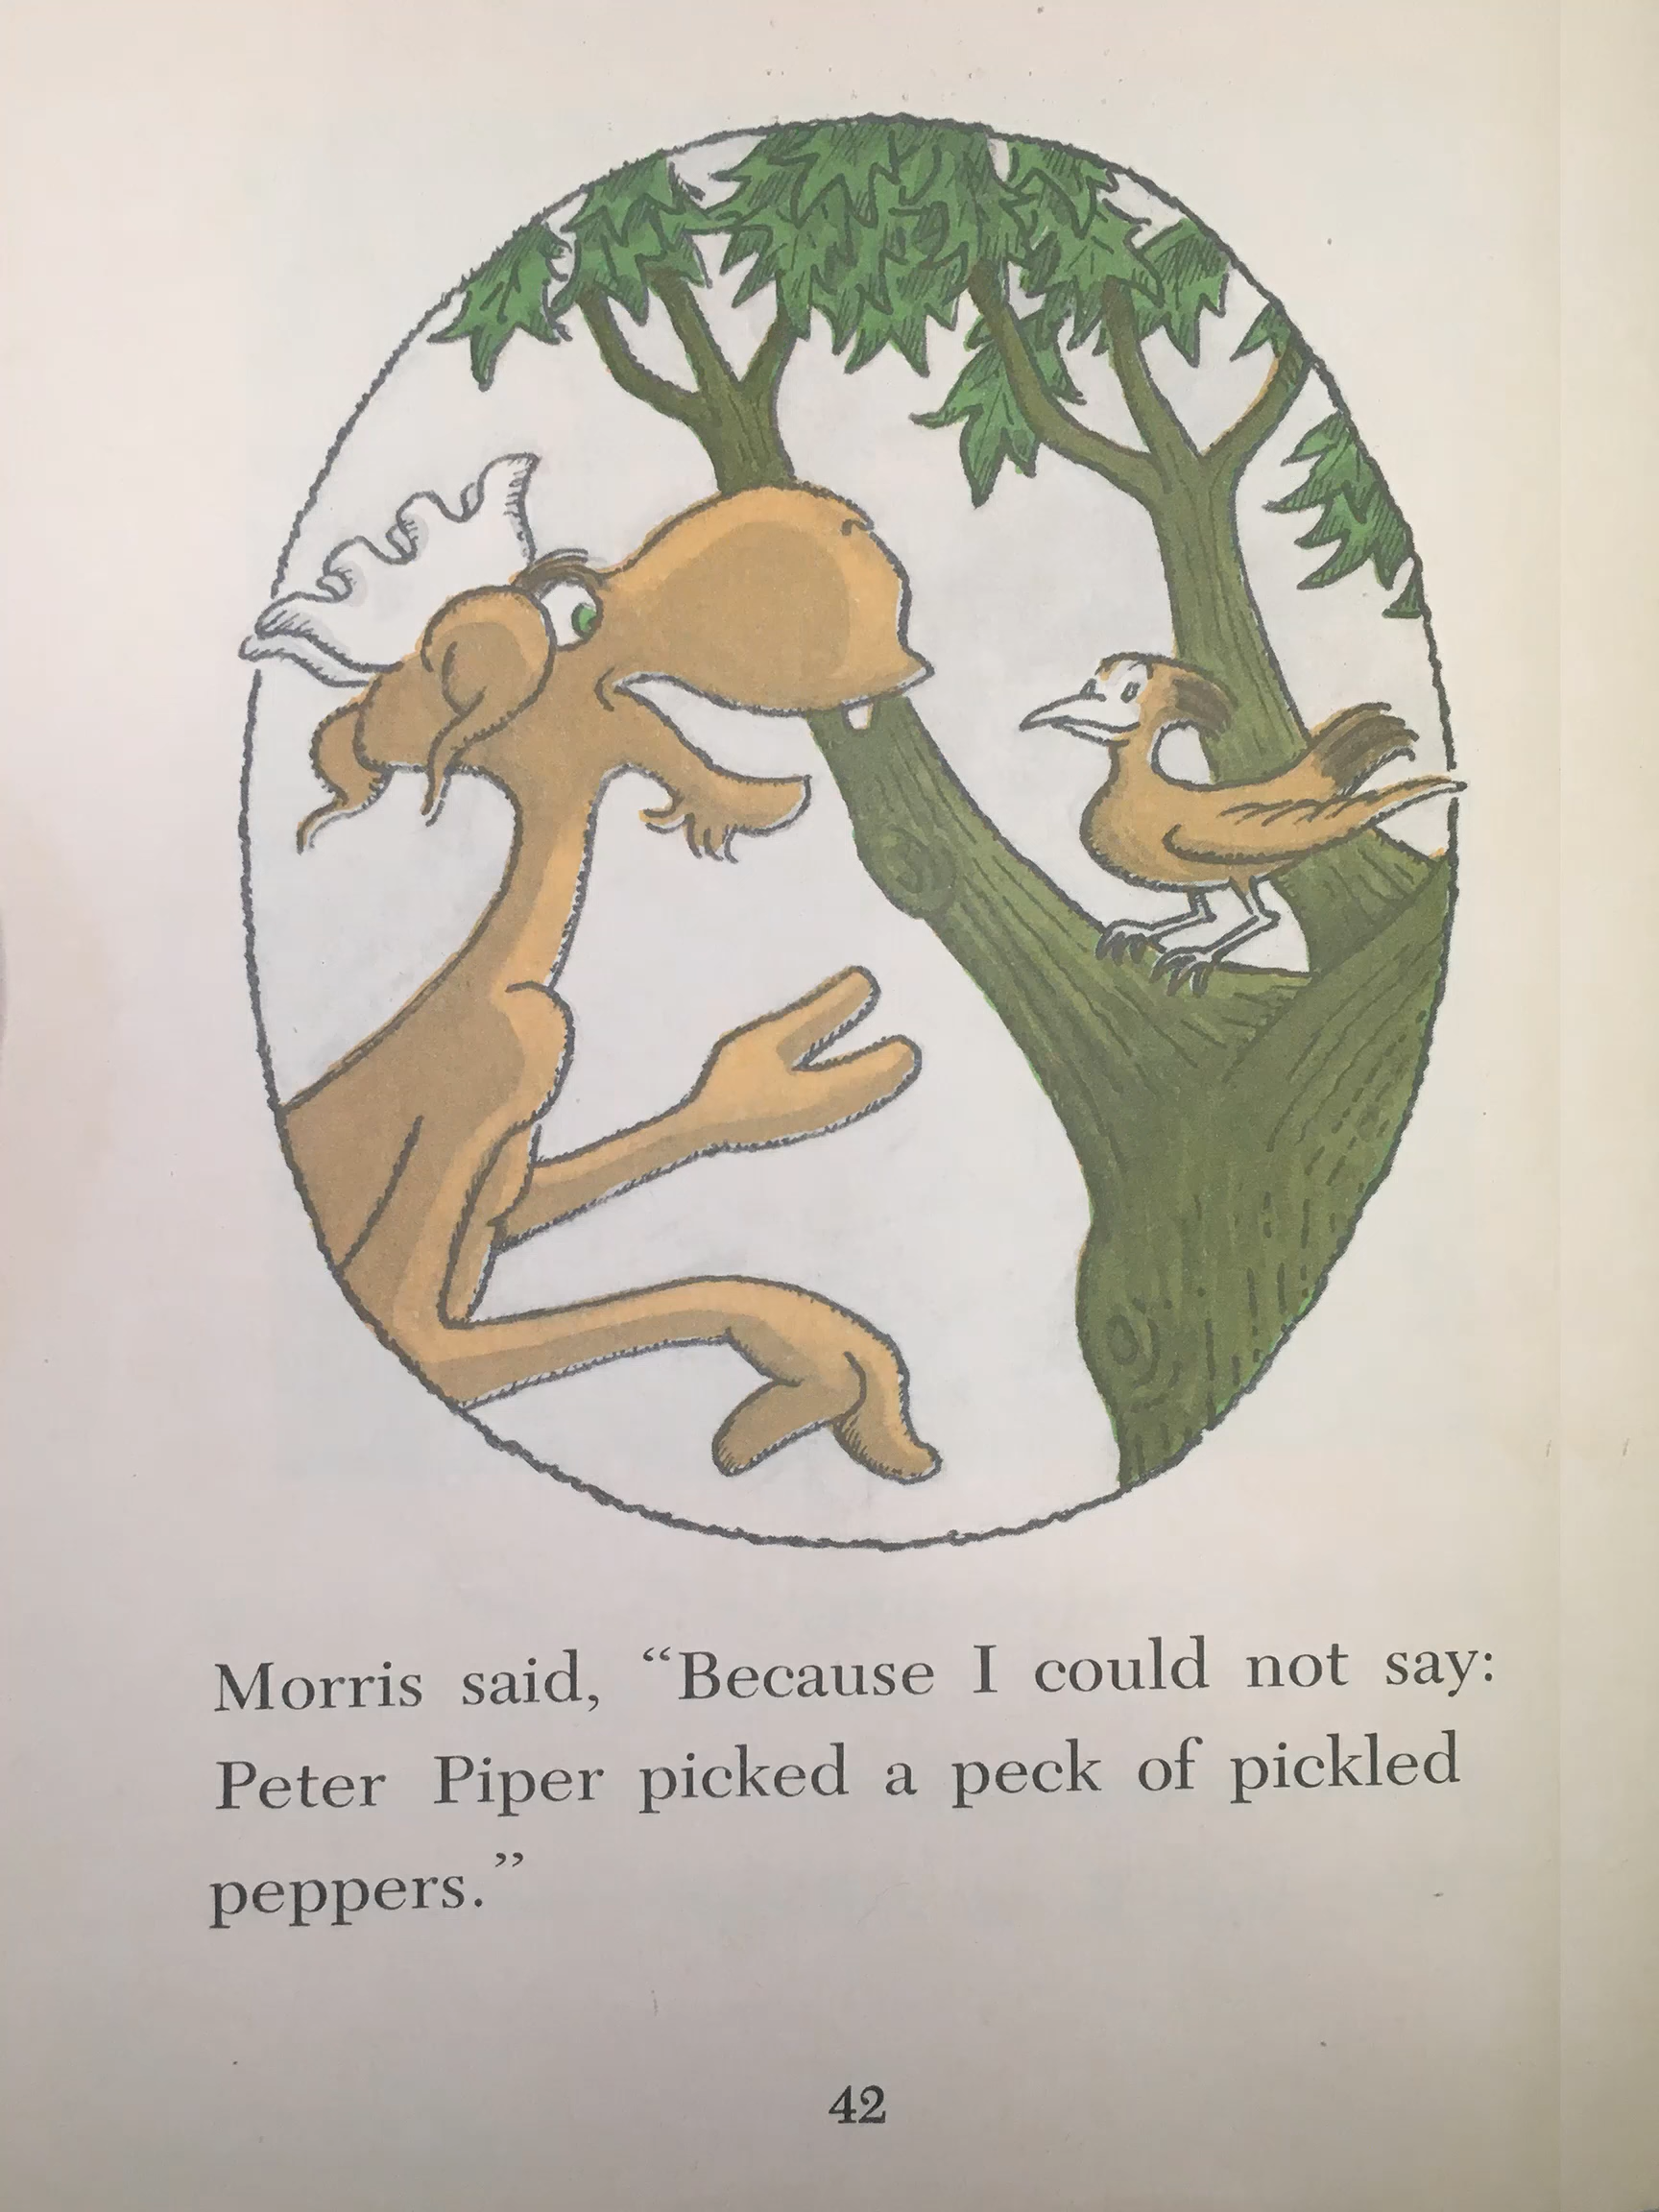 Morris said, “Because I could not say:
Peter Piper picked a peck of pickled
peppers.”
42